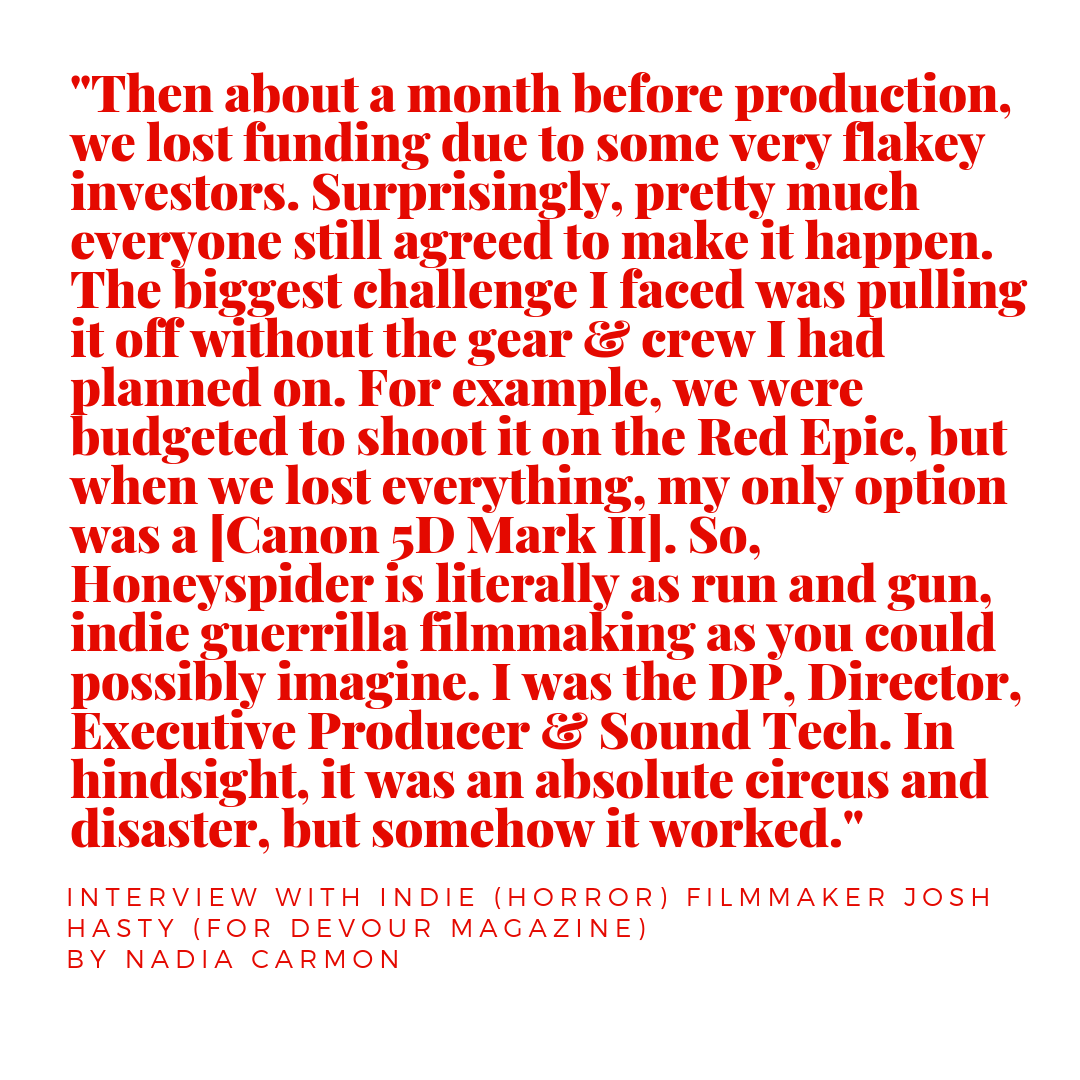 "Then about a month before production,
we lost funding due to some very flakey
investors. Surprisingly, pretty much
everyone still agreed to make it happen.
The biggest challenge I faced was pulling
it off without the gear & crew I had
planned on. For example, we were
budgeted to shoot it on the Red Epic, but
when we lost everything, my only option
was a [Canon 5D Mark II]. So,
Honeyspider is literally as run and gun,
indie guerrilla filmmaking as you could
possibly imagine. I was the DP, Director,
Executive Producer & Sound Tech. In
hindsight, it was an absolute circus and
disaster, but somehow it worked."
INTERVIEW WITH INDIE (HORROR) FILMMAKER JOSH
HASTY (FOR DEVOUR MAGAZINE)
BY NADIA CARMON